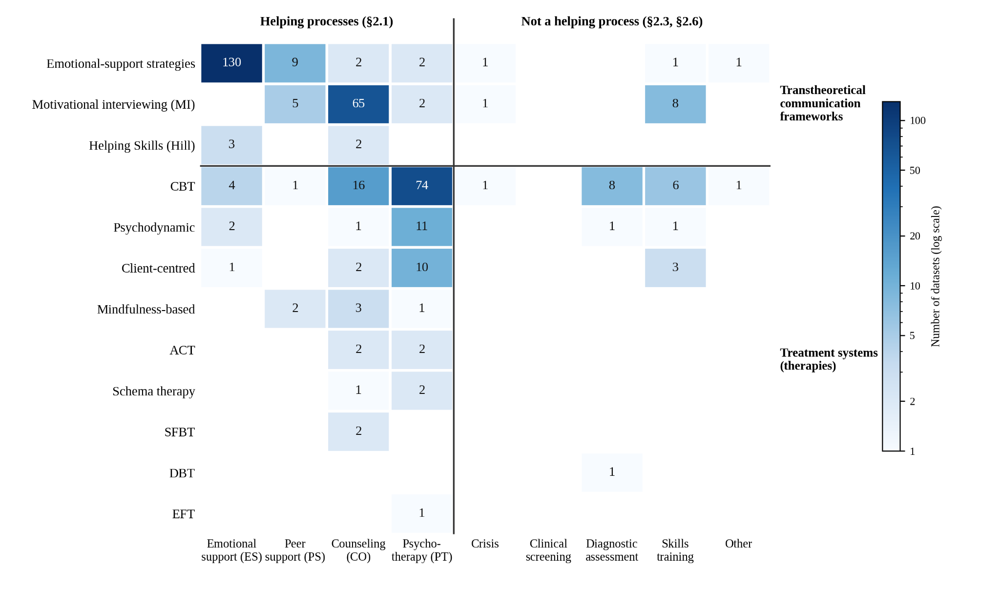 Helping processes (§2.1)
Not a helping process (§2.3, §2.6)
Emotional-support strategies 130 9 2 2 1 1 1
Motivational interviewing (MI) 5 65 2 1 8
Helping Skills (Hill) 3 2
CBT 4 1 16 74 1 8 6 1
Psychodynamic 2 1 11 1 1
Client-centred 1 2 10 3
Mindfulness-based 2 3 1
ACT 2 2
Schema therapy 1 2
SFBT 2
DBT 1
EFT 1
Emotional
support (ES)
Peer
support (PS)
Counseling
(CO)
Psycho-
therapy (PT)
Crisis
Clinical
screening
Diagnostic
assessment
Skills
training
Other
Transtheoretical
communication
frameworks
Treatment systems
(therapies)
100
50
20
10
5
2
1
Number of datasets (log scale)